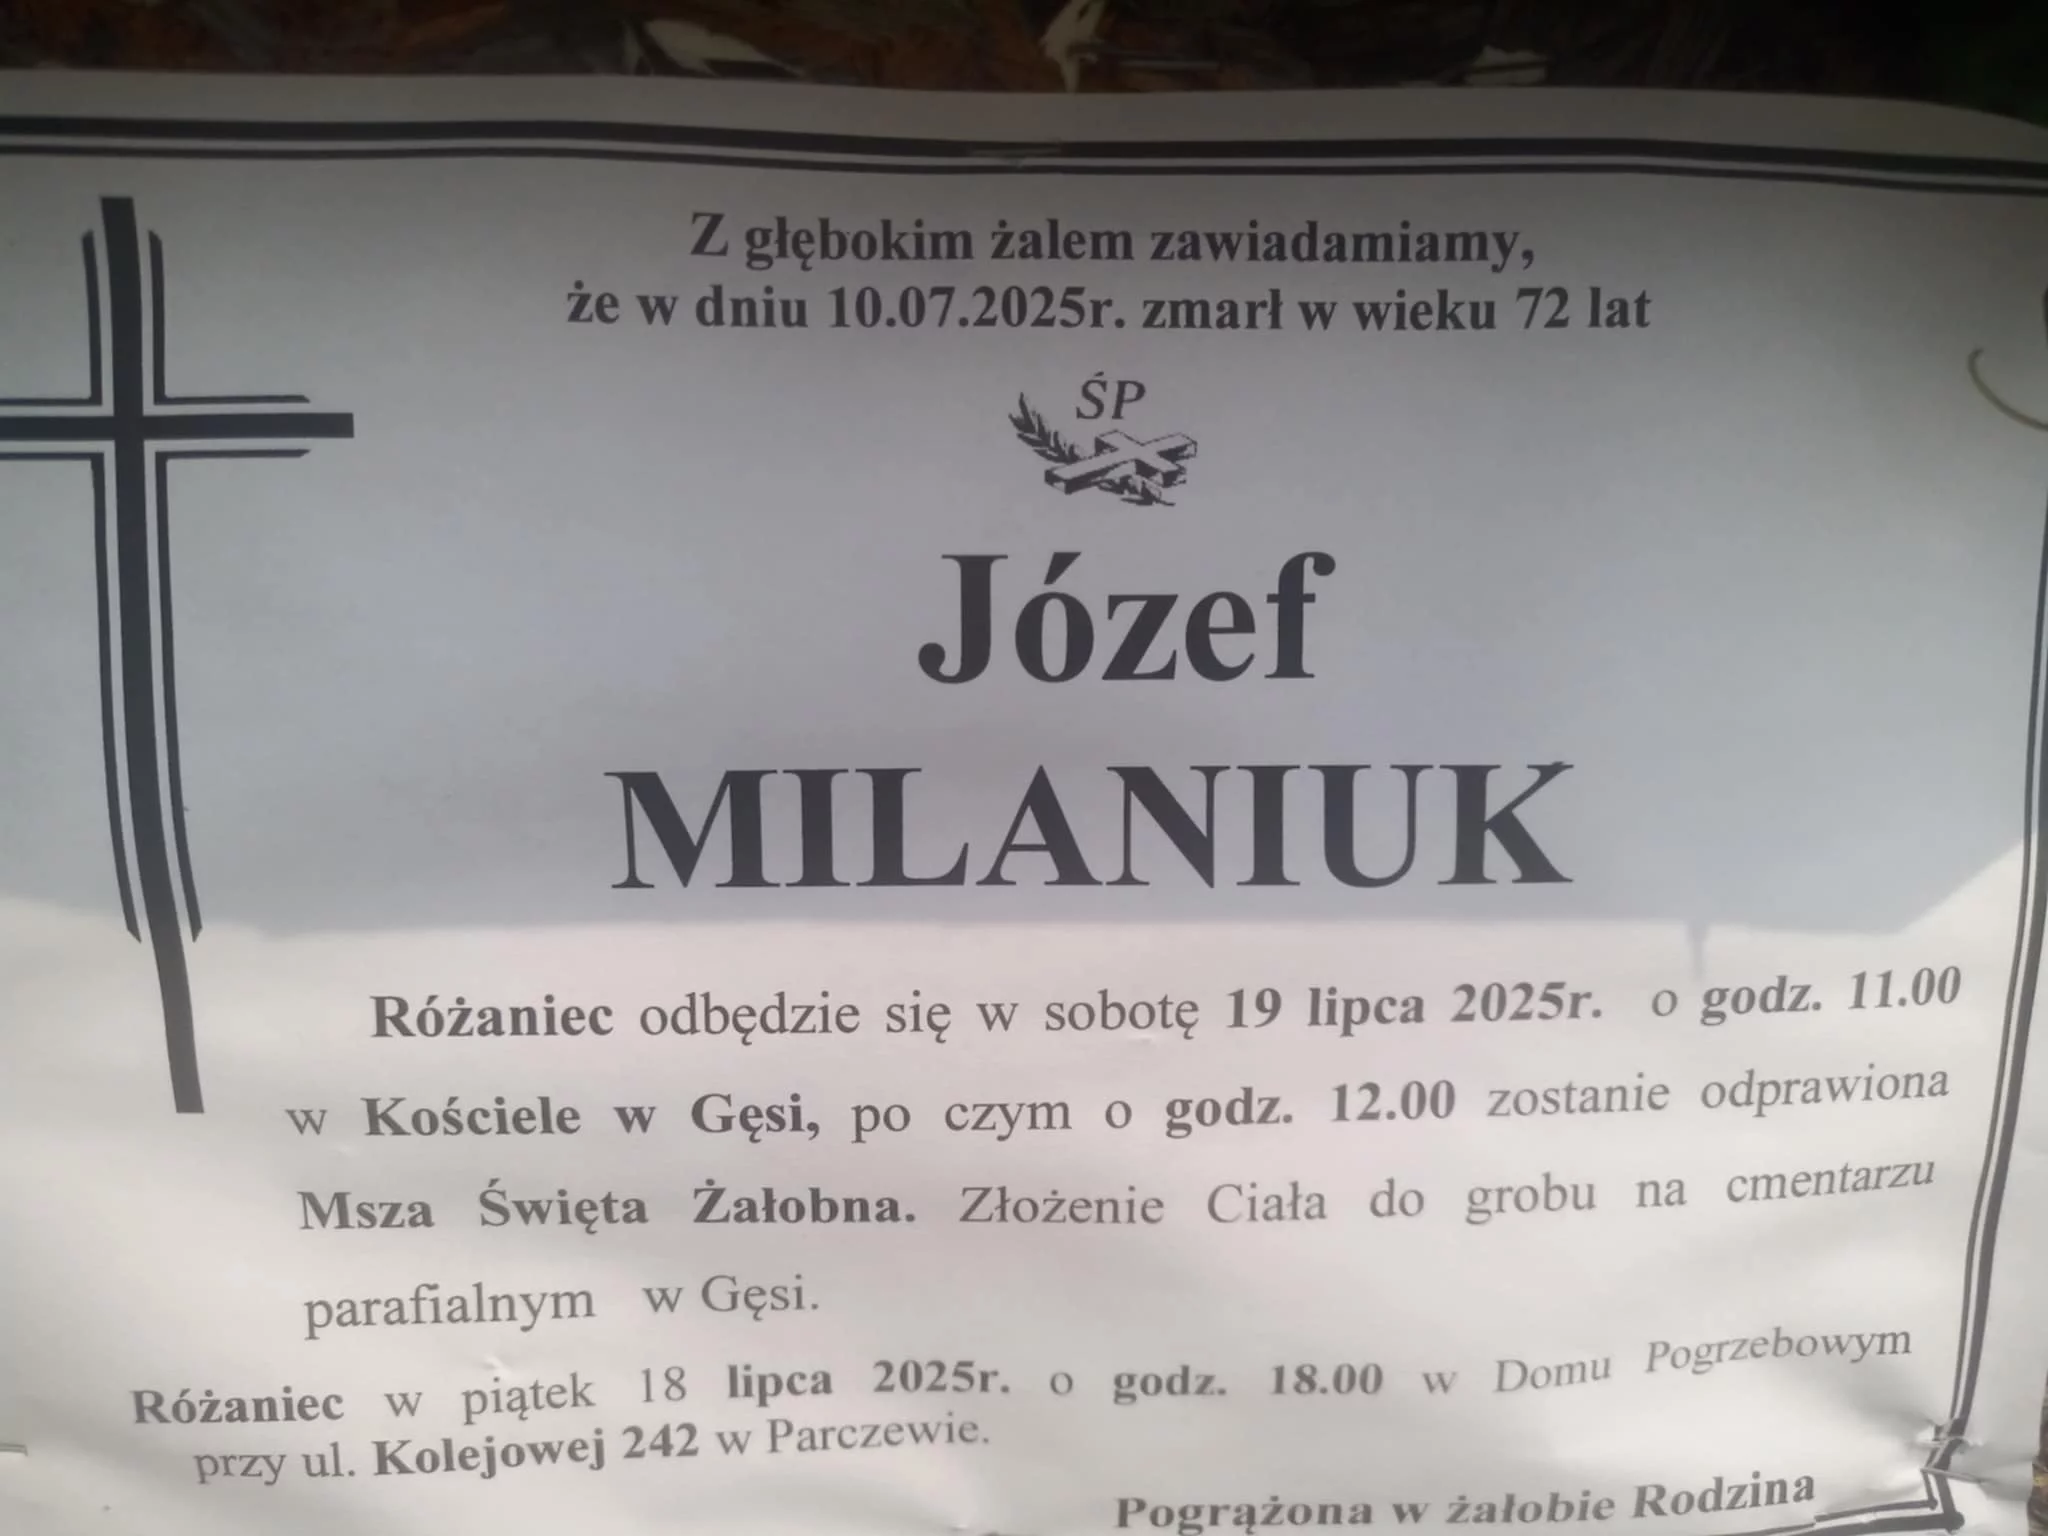 Z głębokim żalem zawiadamiamy,
że w dniu 10.07.2025r. zmarł w wieku 72 lat
ŚP
Józef
MILANIUK
Różaniec odbędzie się w sobotę 19 lipca 2025r. o godz. 11.00
w Kościele w Gęsi, po czym o godz. 12.00 zostanie odprawiona
Msza Święta Żałobna. Złożenie Ciała do grobu na cmentarzu
parafialnym w Gęsi.
Różaniec w piątek 18 lipca 2025r. o godz. 18.00 w Domu Pogrzebowym
przy ul. Kolejowej 242 w Parczewie.
Pogrążona w żałobie Rodzina